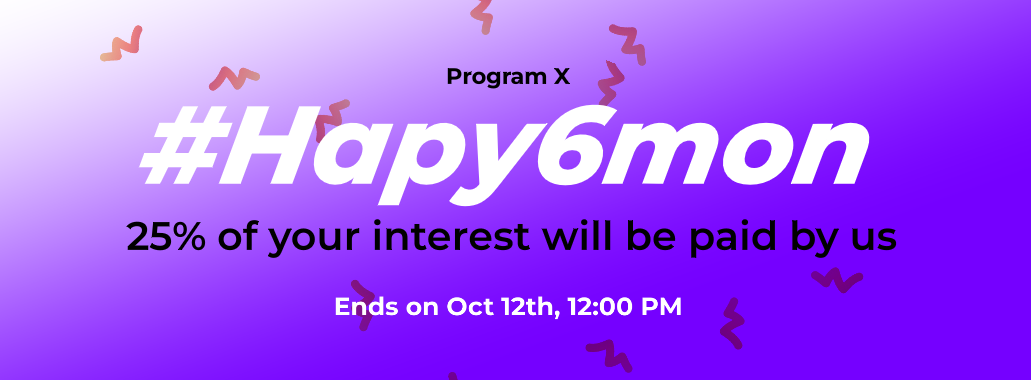 Program X
#Hapy6mon
25% of your interest will be paid by us
Ends on Oct 12th, 12:00 PM